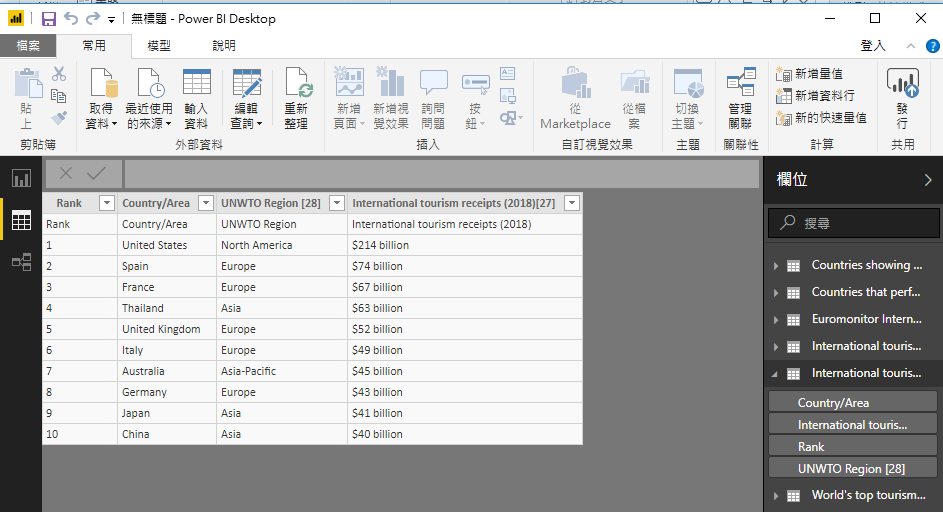 無標題 - Power BI Desktop
檔案 常用 模型 說明 登入
貼上
剪貼簿
取得資料
最近使用的來源
輸入資料
編輯查詢
重新整理
外部資料
新增頁面
新增視覺效果
詢問問題
按鈕
插入
從 Marketplace
從檔案
自訂視覺效果
切換主題
主題
管理關聯
關聯性
新增量值
新增資料行
新的快速量值
計算
發行
共用
Rank Country/Area UNWTO Region [28] International tourism receipts (2018)[27]
Rank Country/Area UNWTO Region International tourism receipts (2018)
1 United States North America $214 billion
2 Spain Europe $74 billion
3 France Europe $67 billion
4 Thailand Asia $63 billion
5 United Kingdom Europe $52 billion
6 Italy Europe $49 billion
7 Australia Asia-Pacific $45 billion
8 Germany Europe $43 billion
9 Japan Asia $41 billion
10 China Asia $40 billion
欄位
搜尋
Countries showing ...
Countries that perf...
Euromonitor Intern...
International touris...
International touris...
Country/Area
International touris...
Rank
UNWTO Region [28]
World's top tourism...